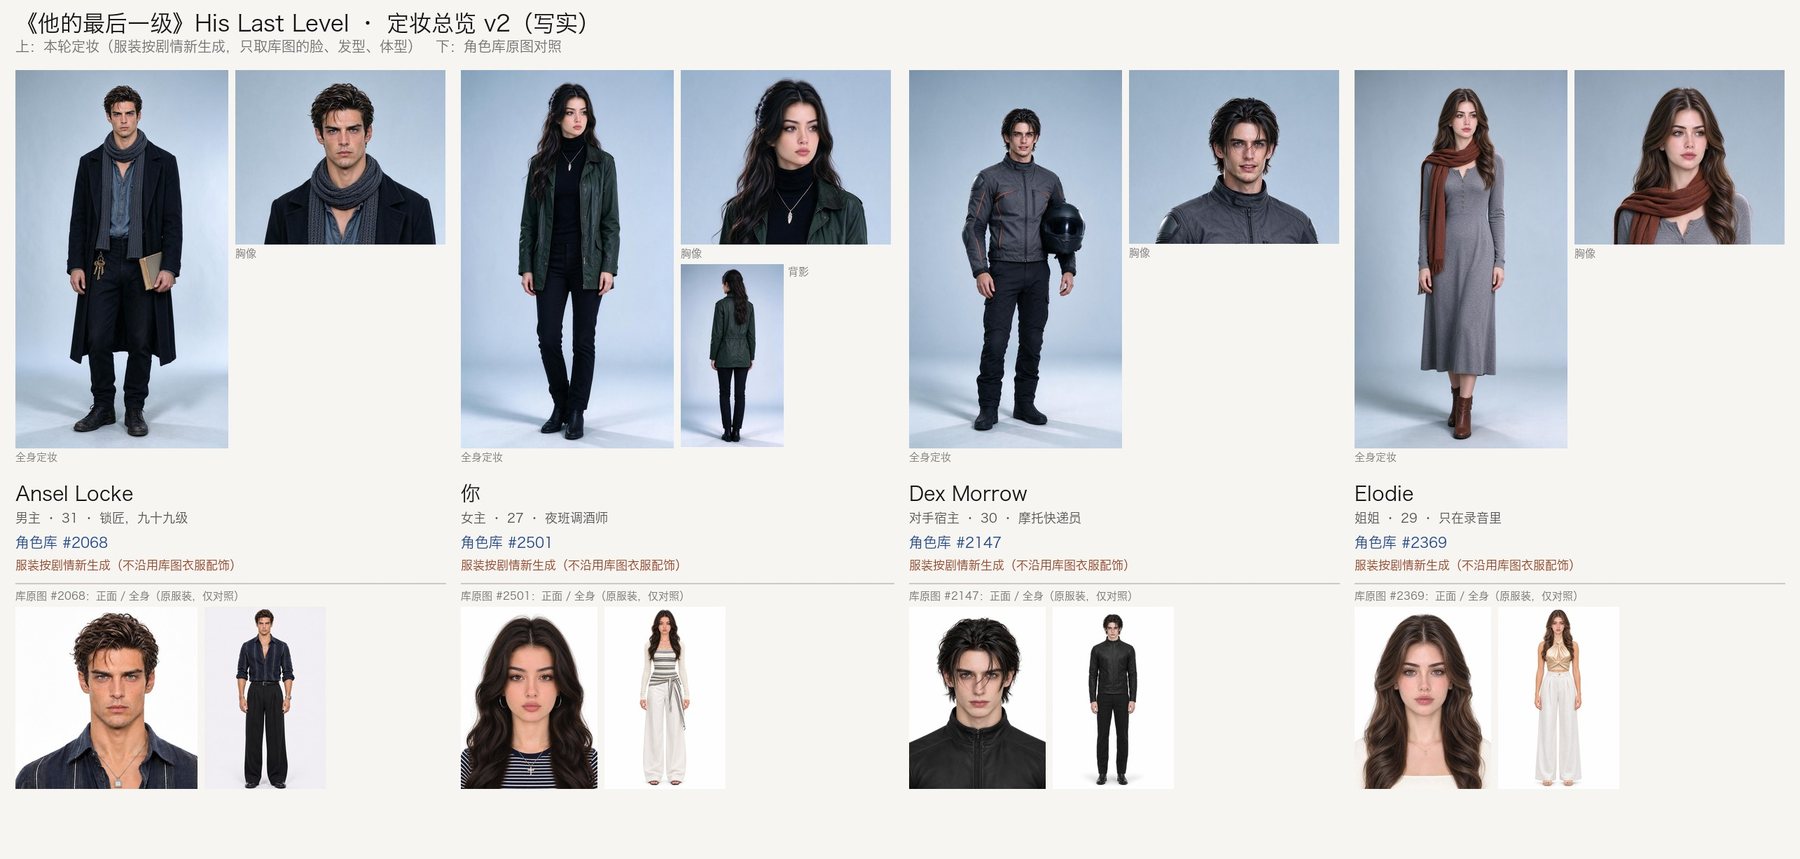 《他的最后一级》His Last Level · 定妆总览 v2（写实）
上：本轮定妆（服装按剧情新生成，只取库图的脸、发型、体型） 下：角色库原图对照
胸像
全身定妆
Ansel Locke
男主 · 31 · 锁匠，九十九级
角色库 #2068
服装按剧情新生成（不沿用库图衣服配饰）
库原图 #2068：正面 / 全身（原服装，仅对照）
胸像
背影
全身定妆
你
女主 · 27 · 夜班调酒师
角色库 #2501
服装按剧情新生成（不沿用库图衣服配饰）
库原图 #2501：正面 / 全身（原服装，仅对照）
胸像
全身定妆
Dex Morrow
对手宿主 · 30 · 摩托快递员
角色库 #2147
服装按剧情新生成（不沿用库图衣服配饰）
库原图 #2147：正面 / 全身（原服装，仅对照）
胸像
全身定妆
Elodie
姐姐 · 29 · 只在录音里
角色库 #2369
服装按剧情新生成（不沿用库图衣服配饰）
库原图 #2369：正面 / 全身（原服装，仅对照）